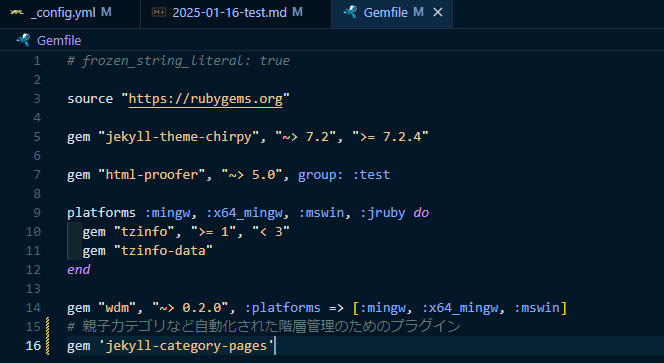 _config.yml M
2025-01-16-test.md M
Gemfile M
Gemfile
1 # frozen_string_literal: true
2
3 source "https://rubygems.org"
4
5 gem "jekyll-theme-chirpy", "~> 7.2", ">= 7.2.4"
6
7 gem "html-proofer", "~> 5.0", group: :test
8
9 platforms :mingw, :x64_mingw, :mswin, :jruby do
10 gem "tzinfo", ">= 1", "< 3"
11 gem "tzinfo-data"
12 end
13
14 gem "wdm", "~> 0.2.0", :platforms => [:mingw, :x64_mingw, :mswin]
15 # 親子カテゴリなど自動化された階層管理のためのプラグイン
16 gem 'jekyll-category-pages'